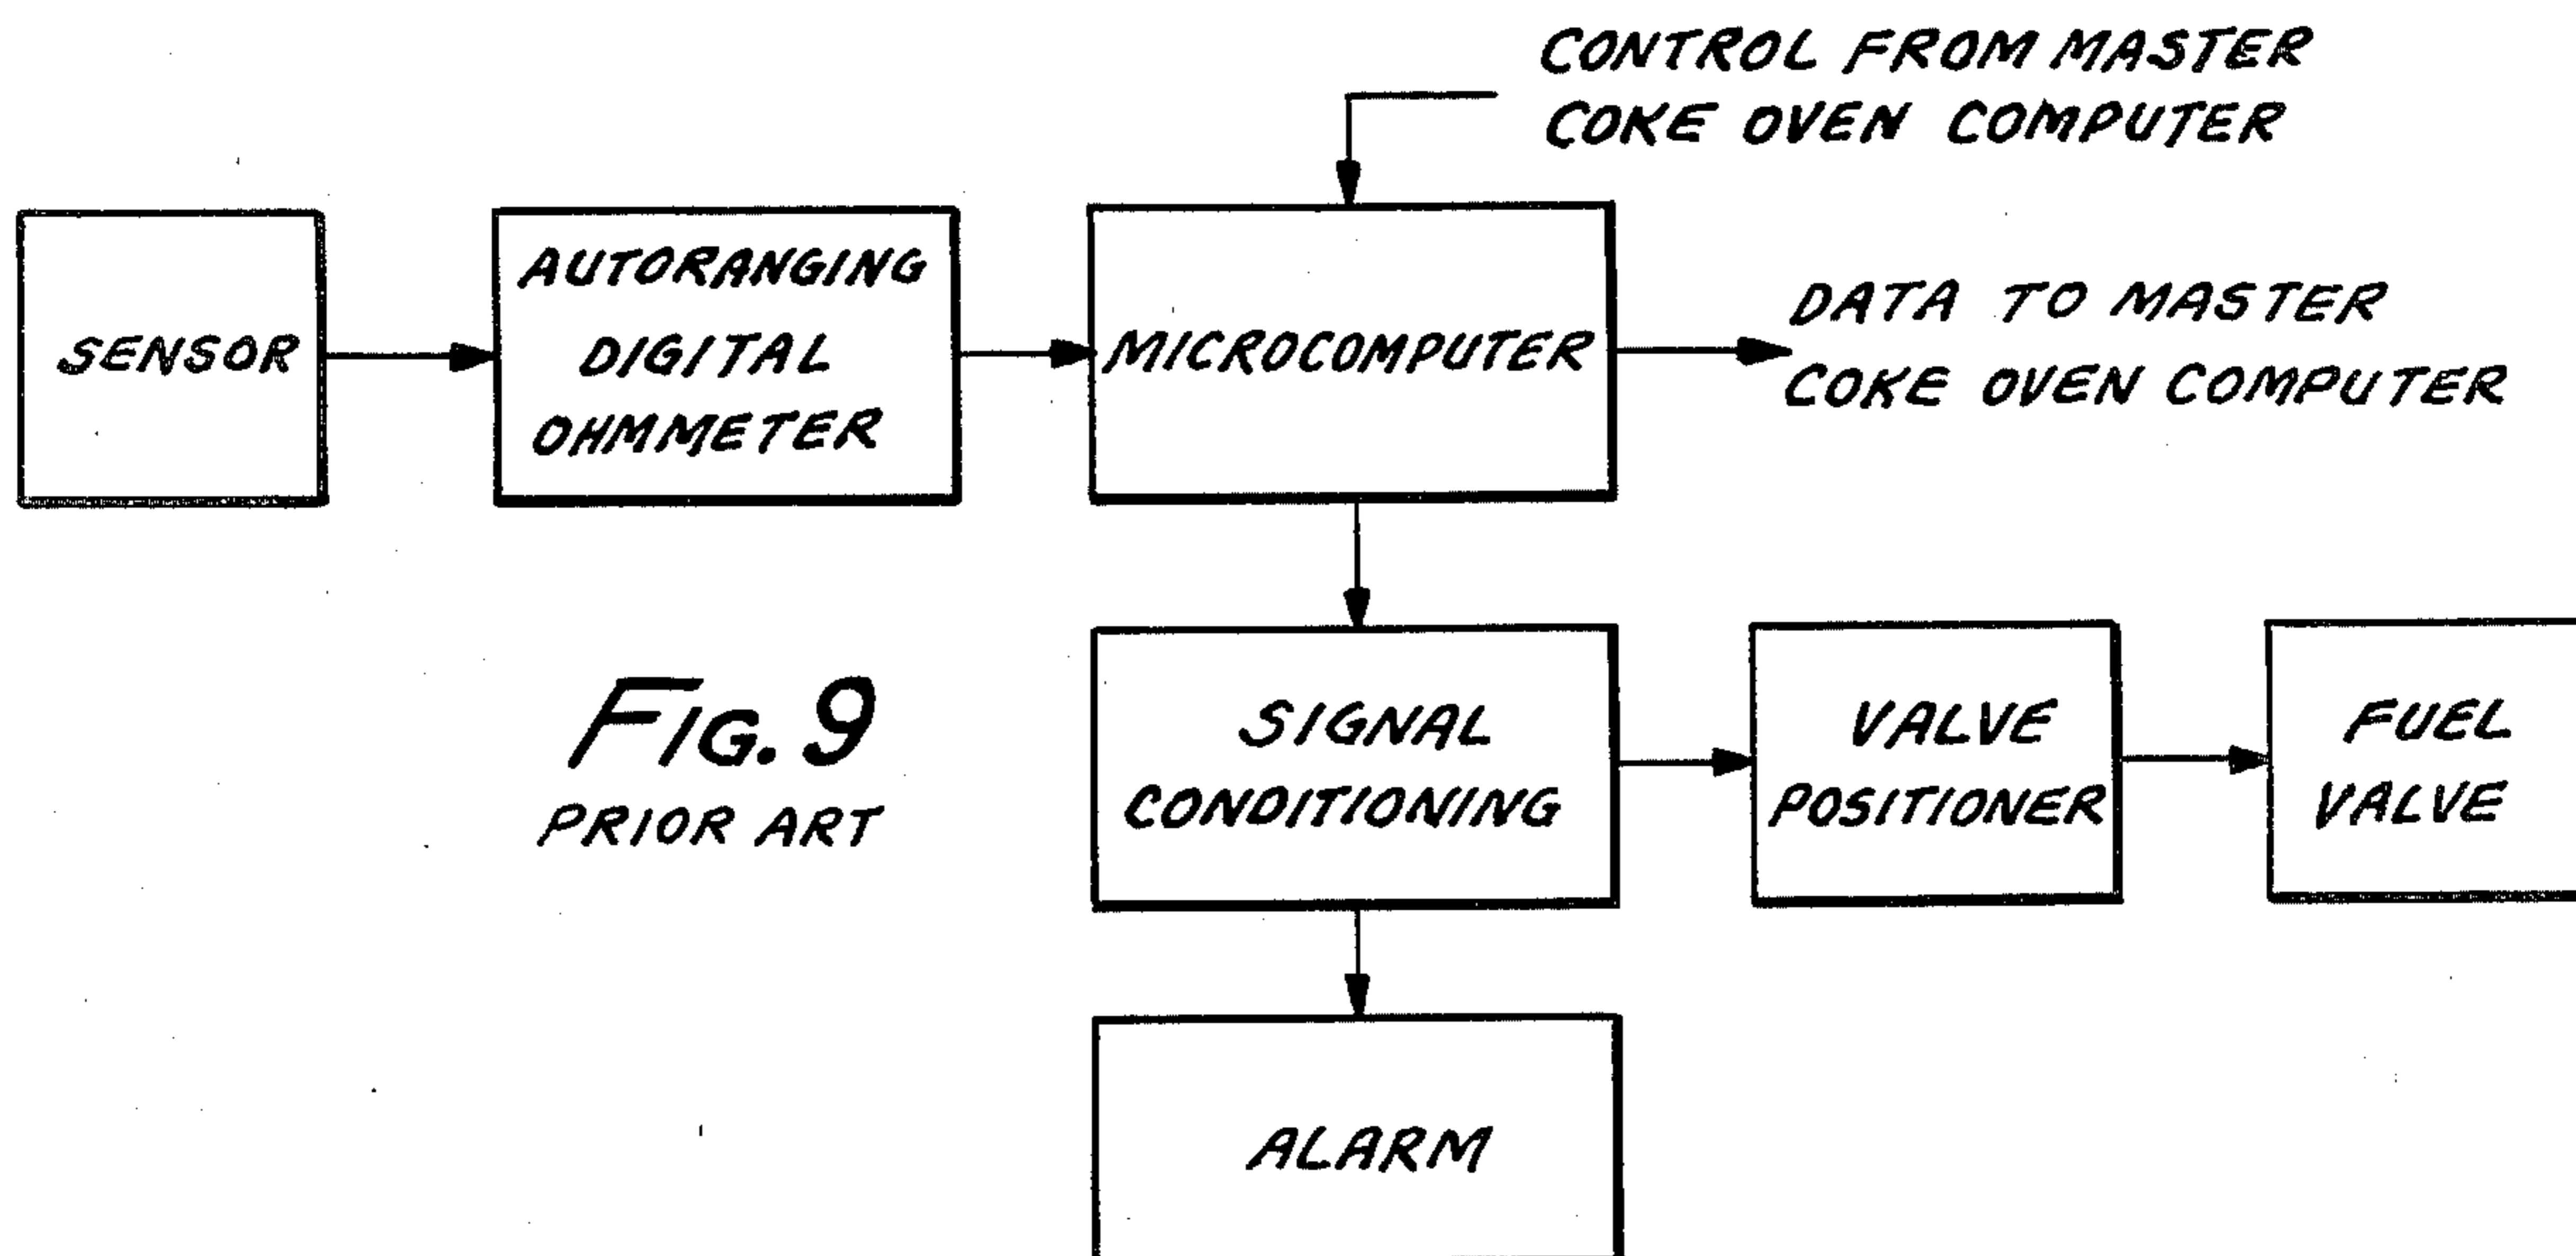 CONTROL FROM MASTER
COKE OVEN COMPUTER
SENSOR
AUTORANGING
DIGITAL
OHMMETER
MICROCOMPUTER
DATA TO MASTER
COKE OVEN COMPUTER
FIG. 9
PRIOR ART
SIGNAL
CONDITIONING
VALVE
POSITIONER
FUEL
VALVE
ALARM